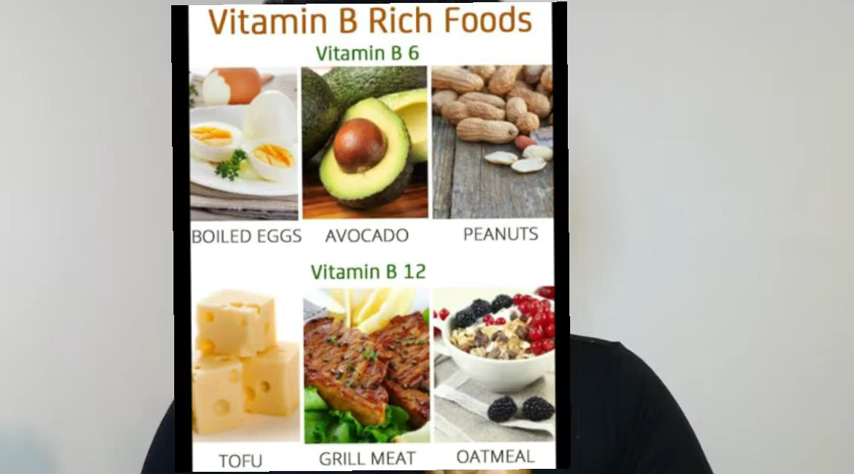 Vitamin B Rich Foods
Vitamin B 6
BOILED EGGS AVOCADO PEANUTS
Vitamin B 12
TOFU GRILL MEAT OATMEAL